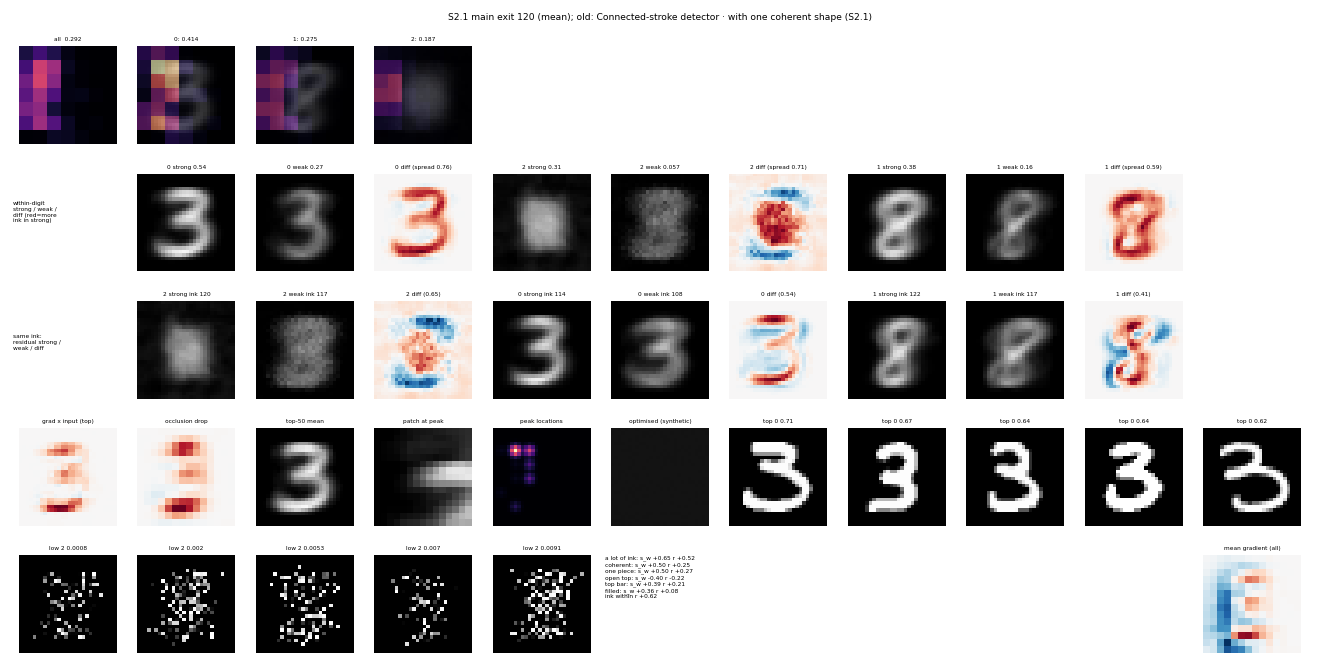 S2.1 main exit 120 (mean); old: Connected-stroke detector · with one coherent shape (S2.1)
all 0.292
0: 0.414
1: 0.275
2: 0.187
within-digit
strong / weak /
diff (red=more
ink in strong)
0 strong 0.54
0 weak 0.27
0 diff (spread 0.76)
2 strong 0.31
2 weak 0.057
2 diff (spread 0.71)
1 strong 0.38
1 weak 0.16
1 diff (spread 0.59)
same ink:
residual strong /
weak / diff
2 strong ink 120
2 weak ink 117
2 diff (0.65)
0 strong ink 114
0 weak ink 108
0 diff (0.54)
1 strong ink 122
1 weak ink 117
1 diff (0.41)
grad x input (top)
occlusion drop
top-50 mean
patch at peak
peak locations
optimised (synthetic)
top 0 0.71
top 0 0.67
top 0 0.64
top 0 0.64
top 0 0.62
low 2 0.0008
low 2 0.002
low 2 0.0053
low 2 0.007
low 2 0.0091
a lot of ink: s_w +0.65 r +0.52
coherent: s_w +0.50 r +0.25
one piece: s_w +0.50 r +0.27
open top: s_w -0.40 r -0.22
top bar: s_w +0.39 r +0.21
filled: s_w +0.36 r +0.08
ink within r +0.62
mean gradient (all)